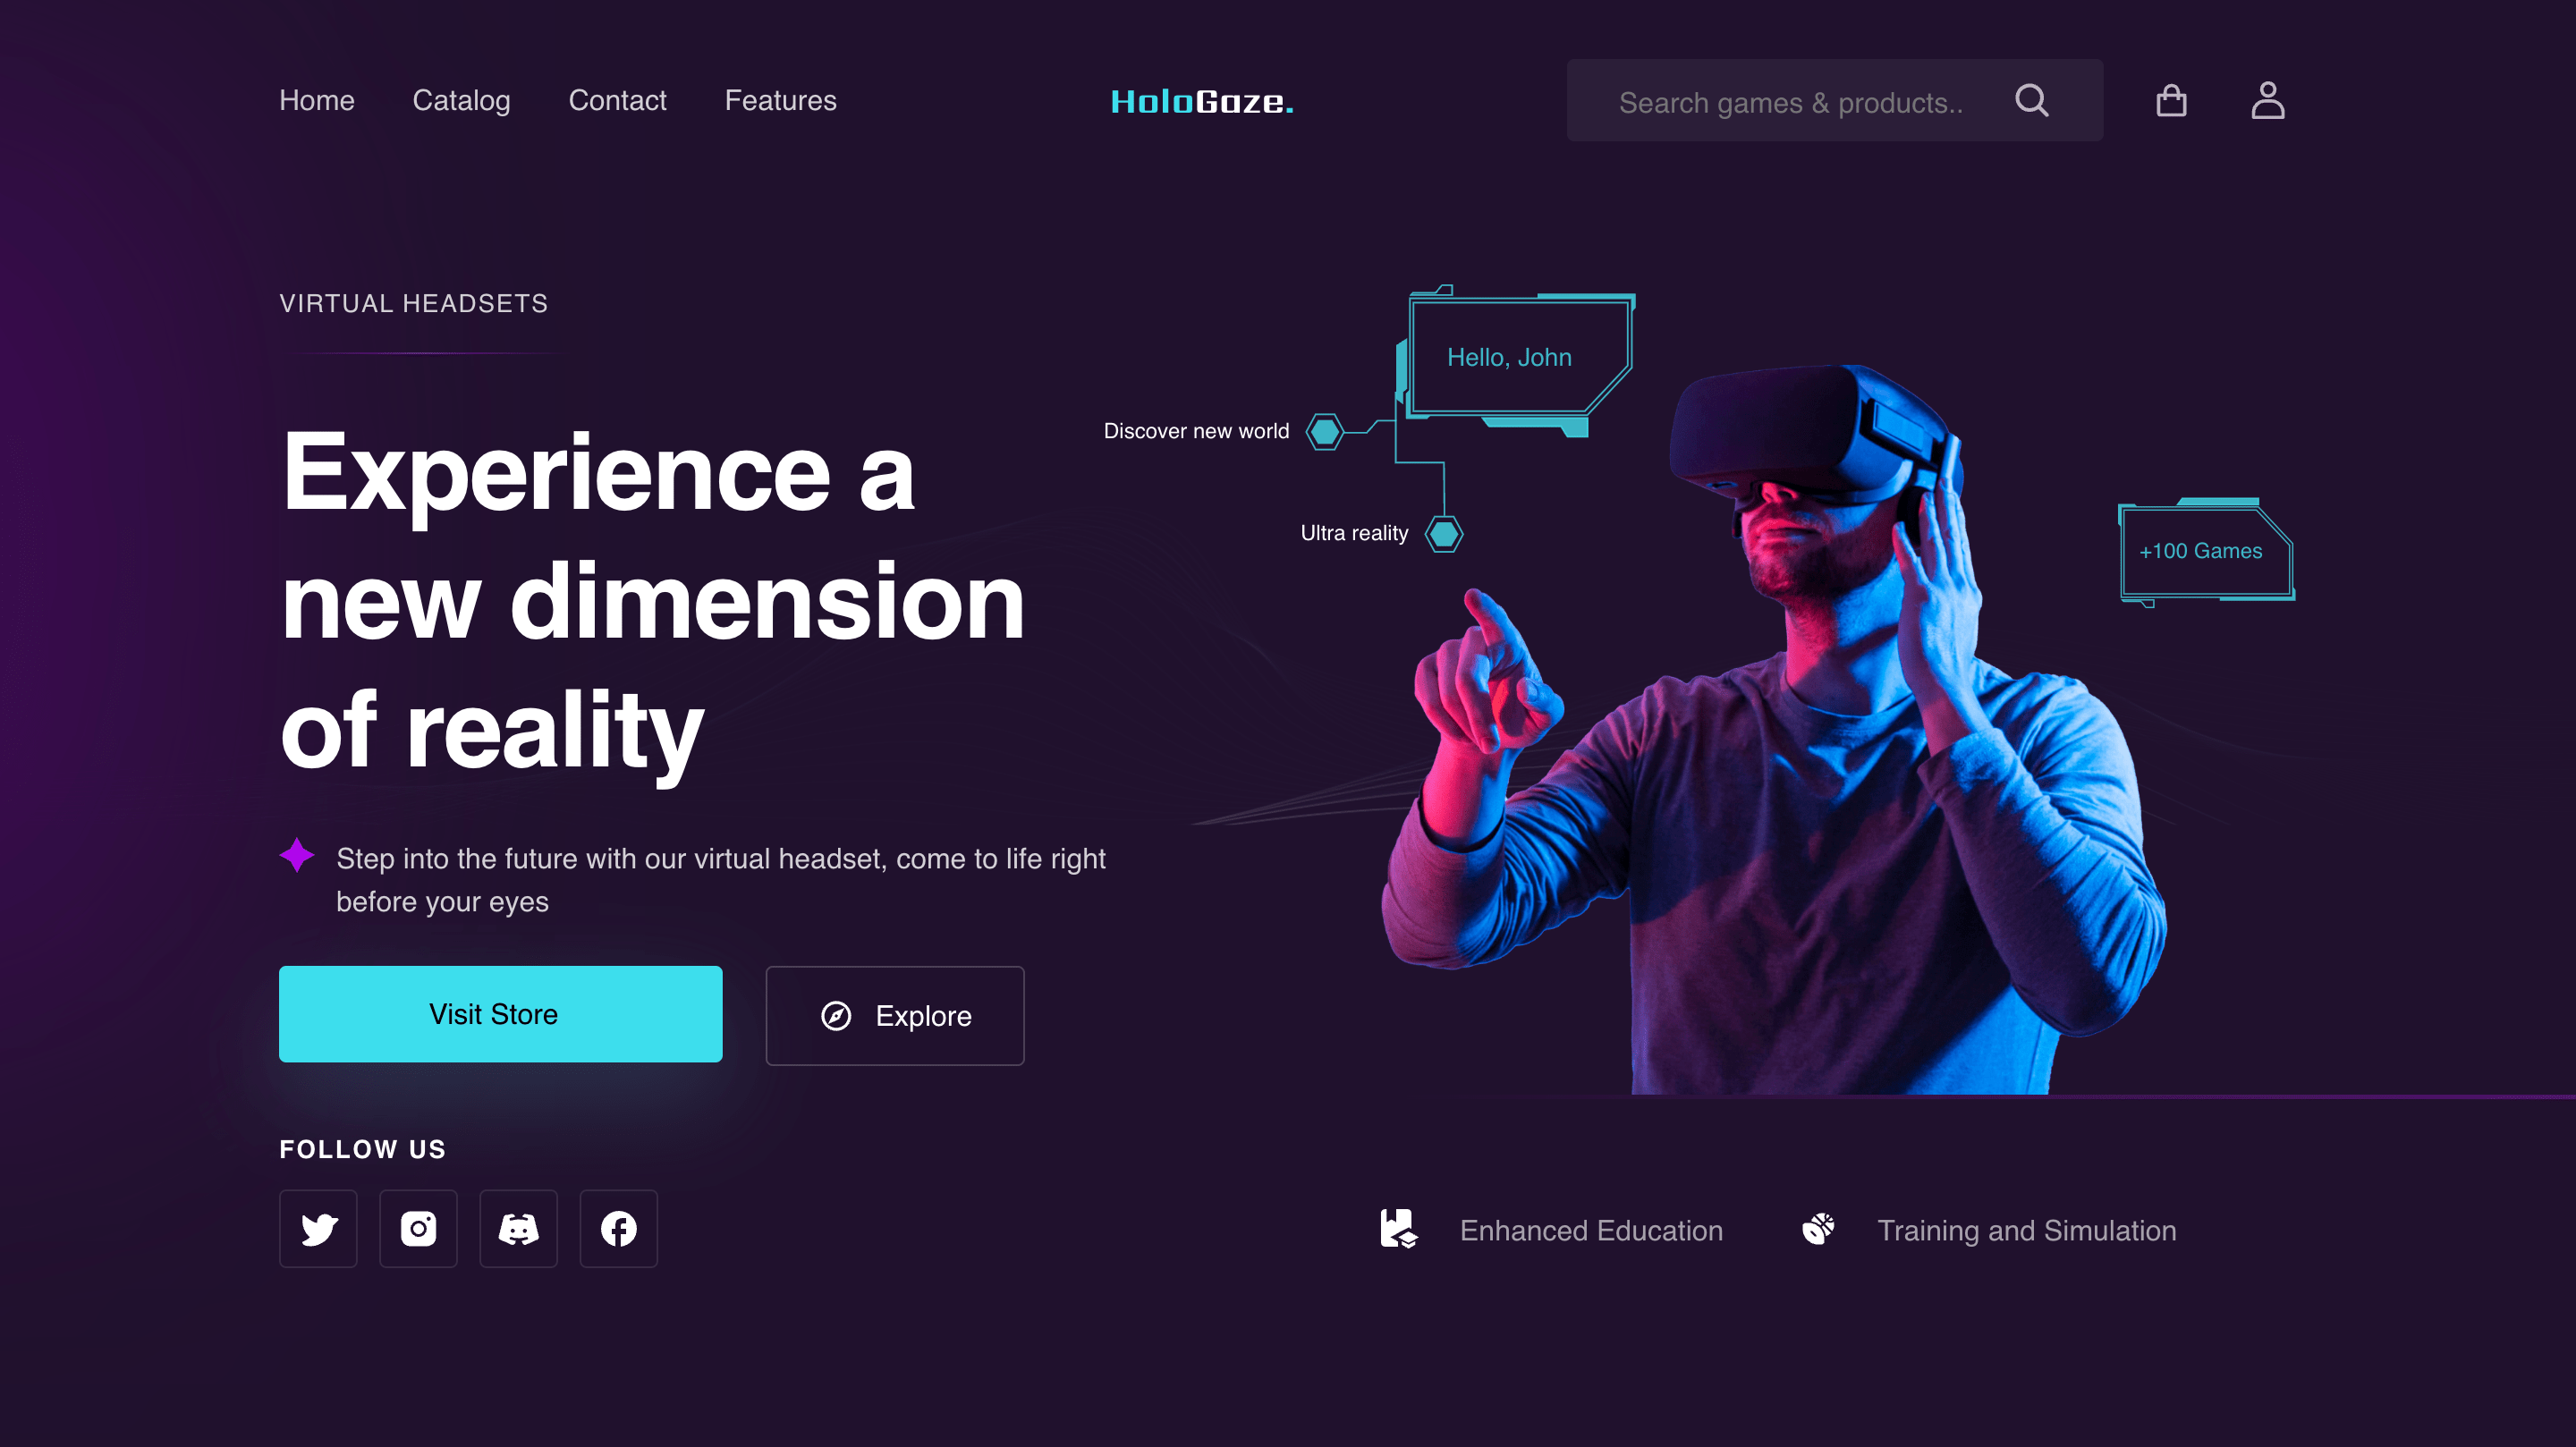 Home
Catalog
Contact
Features
HoloGaze.
Search games & products..
VIRTUAL HEADSETS
Experience a
new dimension
of reality
Step into the future with our virtual headset, come to life right
before your eyes
Visit Store
Explore
FOLLOW US
Hello, John
Discover new world
Ultra reality
+100 Games
Enhanced Education
Training and Simulation